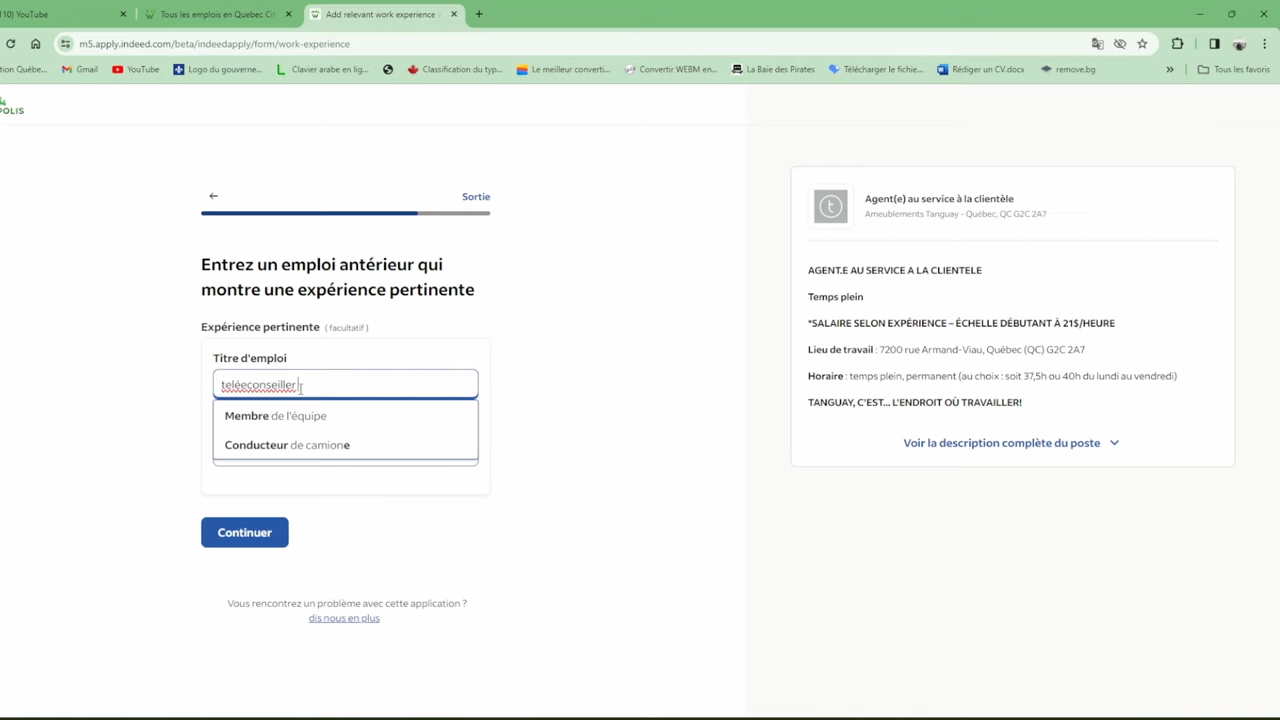 10) YouTube
Tous les emplois en Quebec Cit
Add relevant work experience
m5.apply.indeed.com/beta/indeedapply/form/work-experience
tion Québe...
Gmail
YouTube
Logo du gouverne...
Clavier arabe en lig...
Classification du typ...
Le meilleur converti...
Convertir WEBM en...
La Baie des Pirates
Télécharger le fichie...
Rédiger un CV.docx
remove.bg
»
Tous les favoris
POLIS
Sortie
Entrez un emploi antérieur qui
montre une expérience pertinente
Expérience pertinente ( facultatif )
Titre d'emploi
teléeconseiller
Membre de l'équipe
Conducteur de camione
Continuer
Vous rencontrez un problème avec cette application ?
dis nous en plus
Agent(e) au service à la clientèle
Ameublements Tanguay - Québec, QC G2C 2A7
AGENT.E AU SERVICE A LA CLIENTELE
Temps plein
*SALAIRE SELON EXPÉRIENCE – ÉCHELLE DÉBUTANT À 21$/HEURE
Lieu de travail : 7200 rue Armand-Viau, Québec (QC) G2C 2A7
Horaire : temps plein, permanent (au choix : soit 37,5h ou 40h du lundi au vendredi)
TANGUAY, C'EST... L'ENDROIT OÙ TRAVAILLER!
Voir la description complète du poste